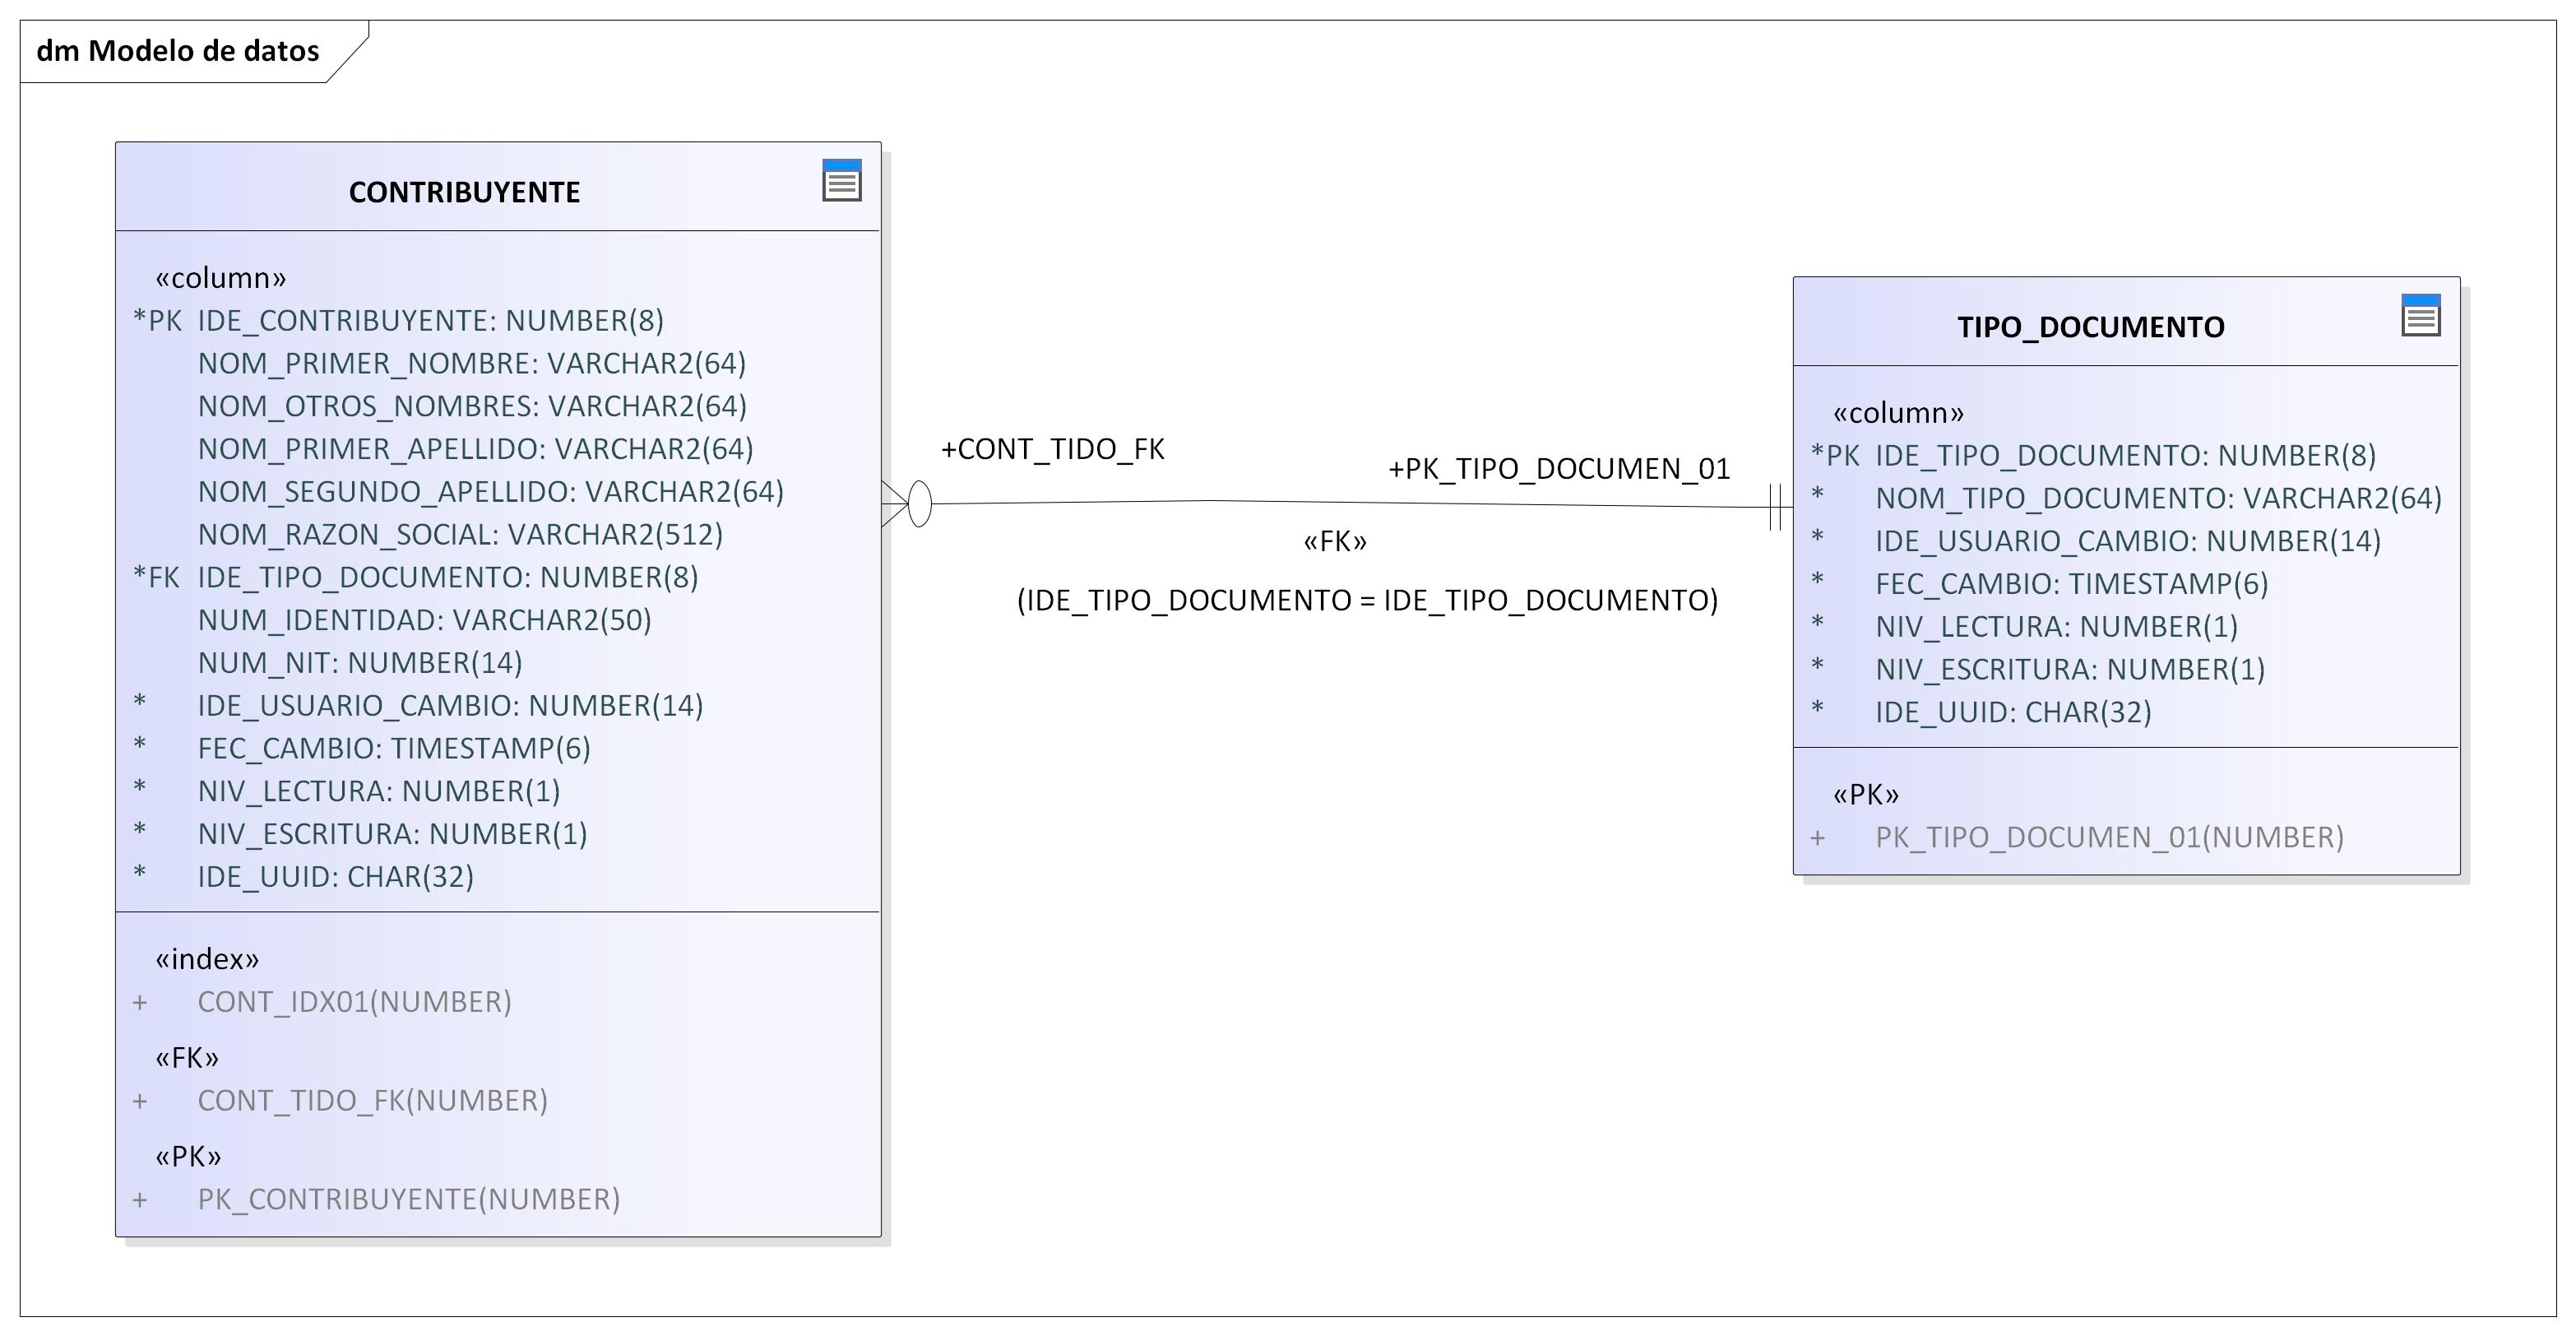 dm Modelo de datos
CONTRIBUYENTE
«column»
*PK IDE_CONTRIBUYENTE: NUMBER(8)
NOM_PRIMER_NOMBRE: VARCHAR2(64)
NOM_OTROS_NOMBRES: VARCHAR2(64)
NOM_PRIMER_APELLIDO: VARCHAR2(64)
NOM_SEGUNDO_APELLIDO: VARCHAR2(64)
NOM_RAZON_SOCIAL: VARCHAR2(512)
*FK IDE_TIPO_DOCUMENTO: NUMBER(8)
NUM_IDENTIDAD: VARCHAR2(50)
NUM_NIT: NUMBER(14)
* IDE_USUARIO_CAMBIO: NUMBER(14)
* FEC_CAMBIO: TIMESTAMP(6)
* NIV_LECTURA: NUMBER(1)
* NIV_ESCRITURA: NUMBER(1)
* IDE_UUID: CHAR(32)
«index»
+ CONT_IDX01(NUMBER)
«FK»
+ CONT_TIDO_FK(NUMBER)
«PK»
+ PK_CONTRIBUYENTE(NUMBER)
+CONT_TIDO_FK
+PK_TIPO_DOCUMEN_01
«FK»
(IDE_TIPO_DOCUMENTO = IDE_TIPO_DOCUMENTO)
TIPO_DOCUMENTO
«column»
*PK IDE_TIPO_DOCUMENTO: NUMBER(8)
* NOM_TIPO_DOCUMENTO: VARCHAR2(64)
* IDE_USUARIO_CAMBIO: NUMBER(14)
* FEC_CAMBIO: TIMESTAMP(6)
* NIV_LECTURA: NUMBER(1)
* NIV_ESCRITURA: NUMBER(1)
* IDE_UUID: CHAR(32)
«PK»
+ PK_TIPO_DOCUMEN_01(NUMBER)